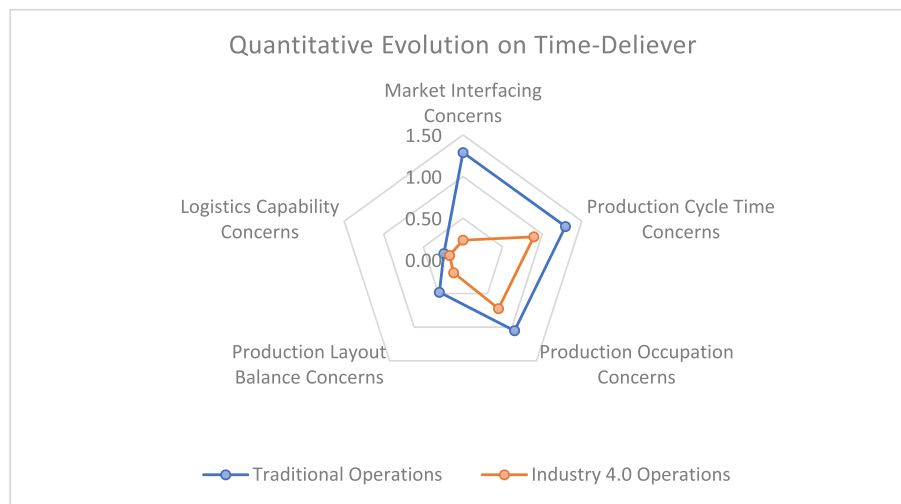 Quantitative Evolution on Time-Deliever
Market Interfacing
Concerns
1.50
1.00
0.50
0.00
Logistics Capability
Concerns
Production Cycle Time
Concerns
Production Layout
Balance Concerns
Production Occupation
Concerns
Traditional Operations
Industry 4.0 Operations